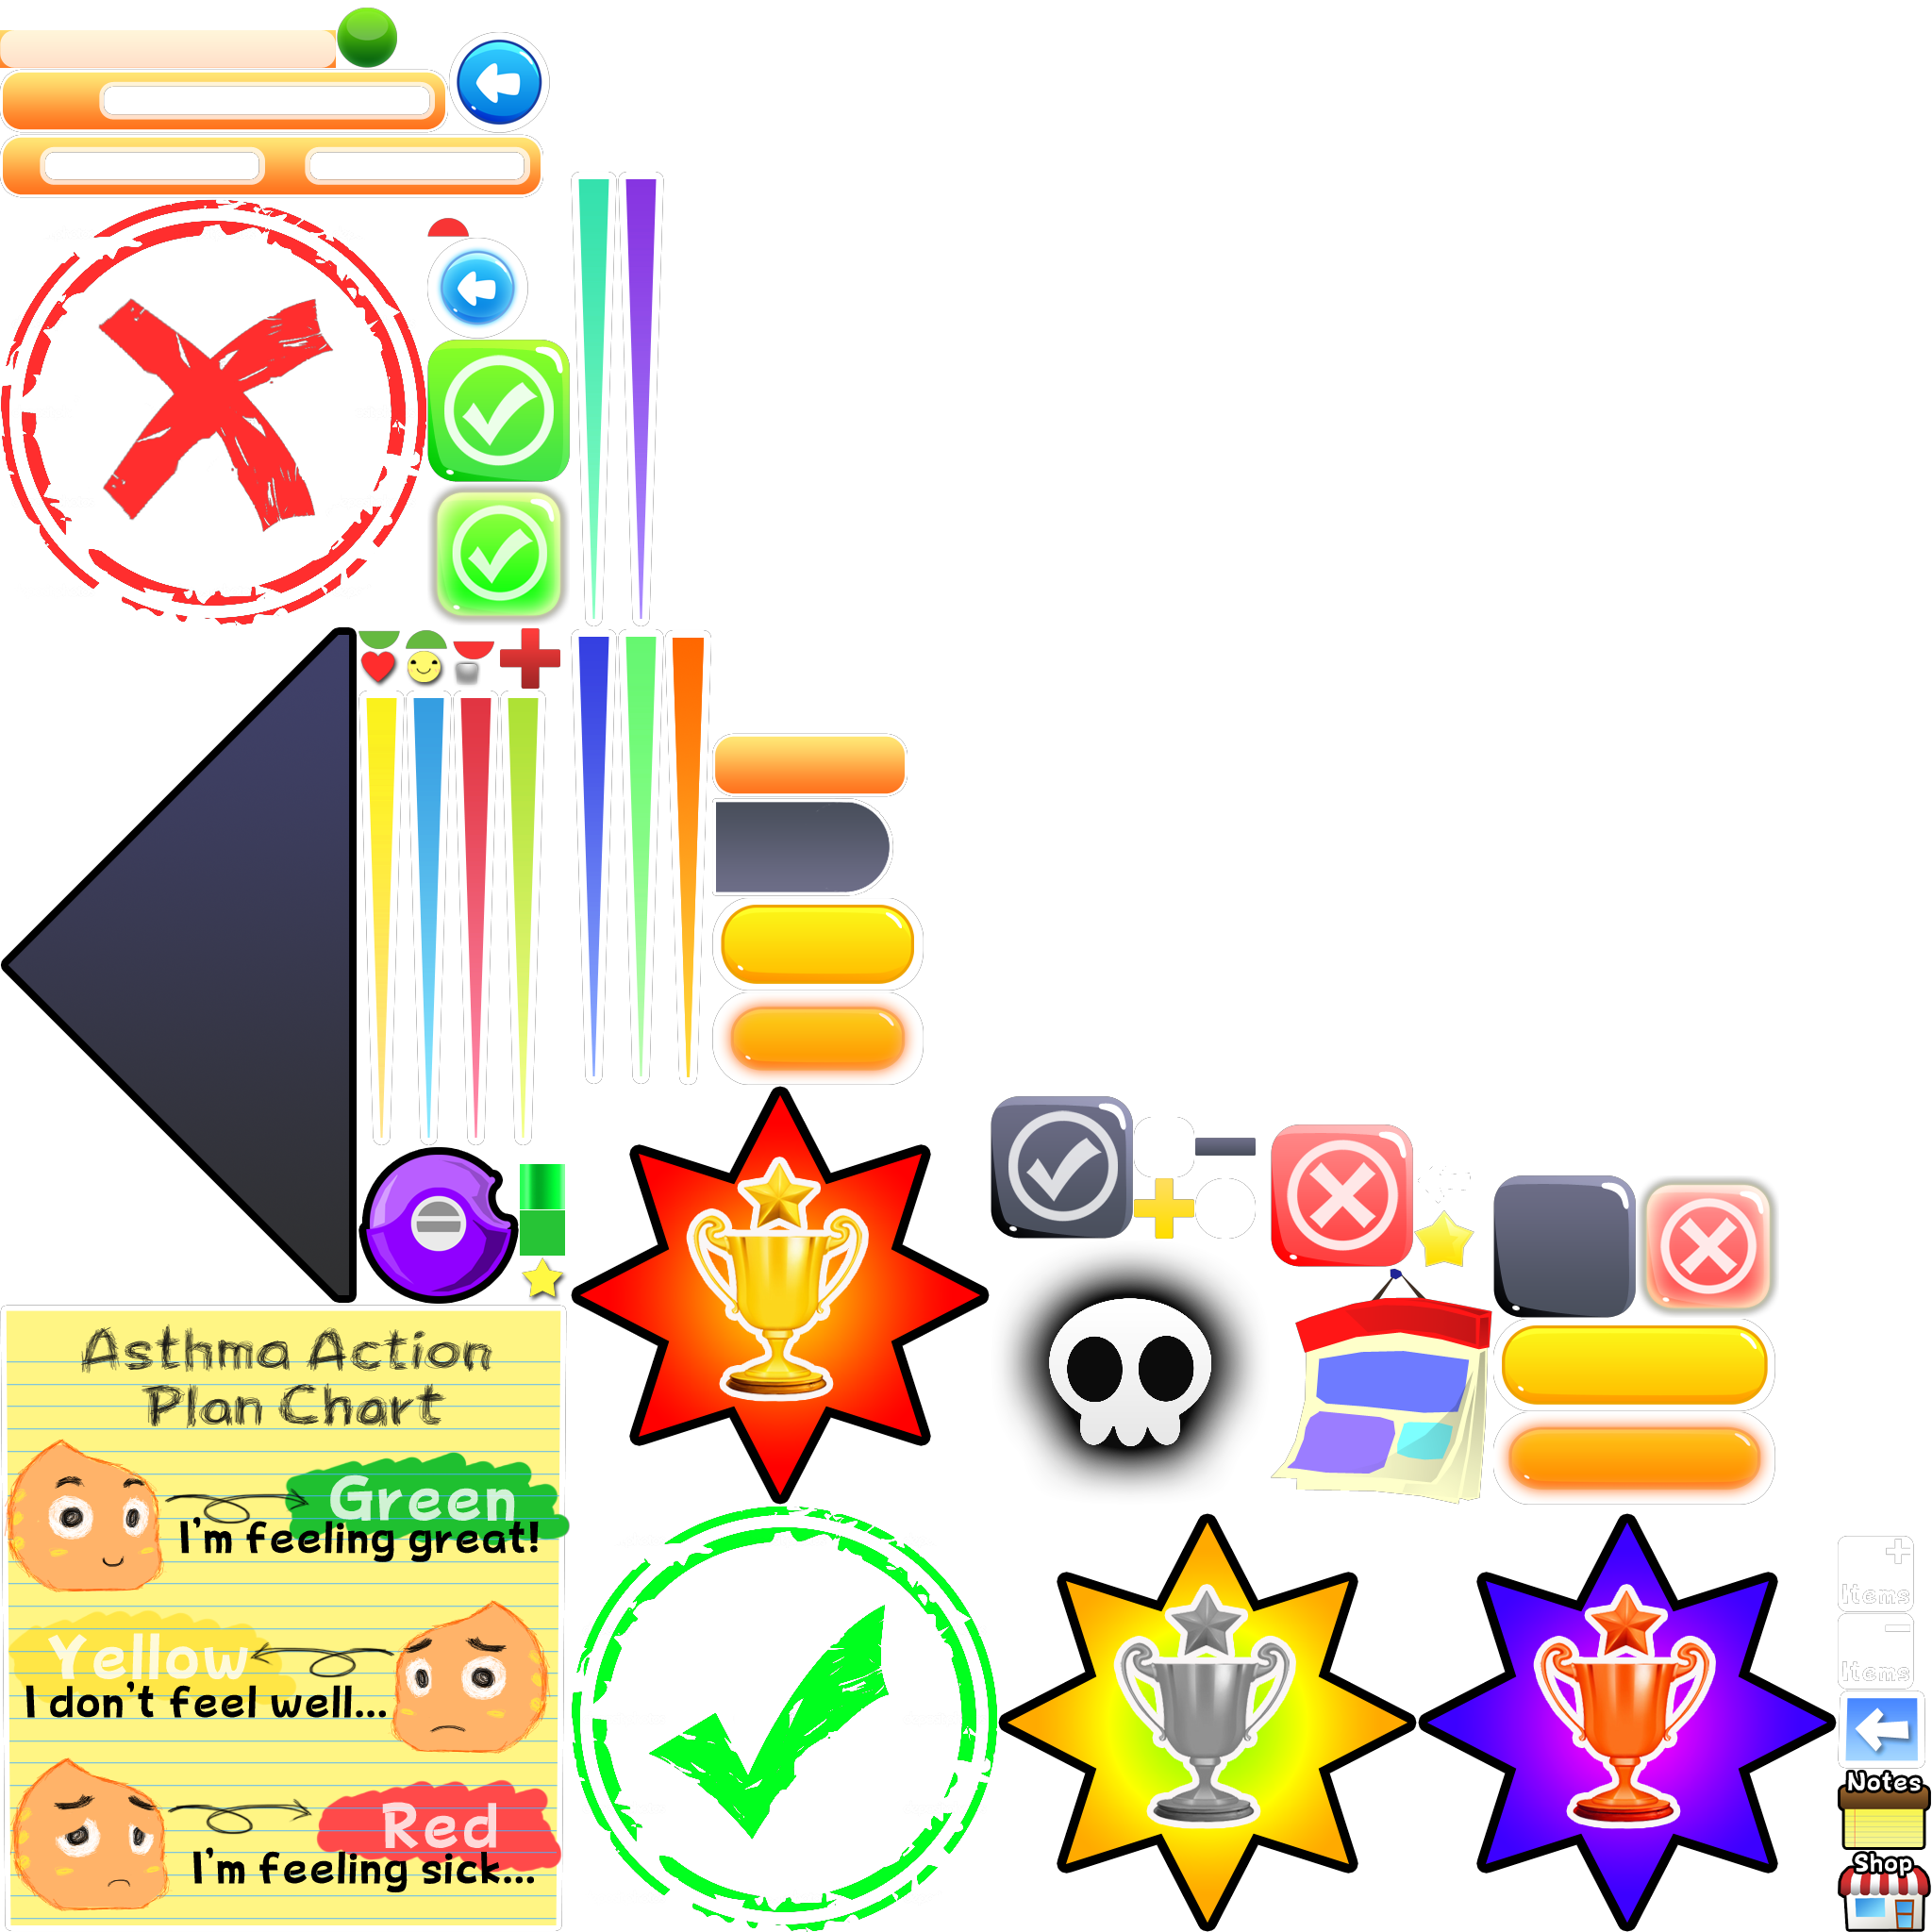 Asthma Action
Plan Chart
Green
I'm feeling great!
Yellow
I don't feel well...
Red
I'm feeling sick...
Items
Items
Notes
Shop